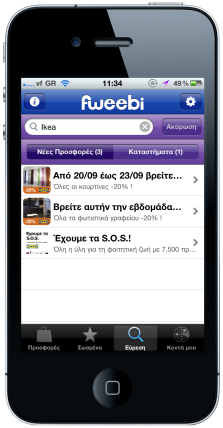 vf GR 11:34 49%
fweebi
Ikea Ακύρωση
Νέες Προσφορές (3) Καταστήματα (1)
Από 20/09 έως 23/09 βρείτε...
Όλες οι κουρτίνες -20% !
Βρείτε αυτήν την εβδομάδα...
Όλα τα φωτιστικά γραφείου -20% !
Έχουμε τα S.O.S.!
Όλη η ύλη για τη φοιτητική ζωή με 7.500 πρ...
Προσφορές Σωσμένα Εύρεση Κοντά μου